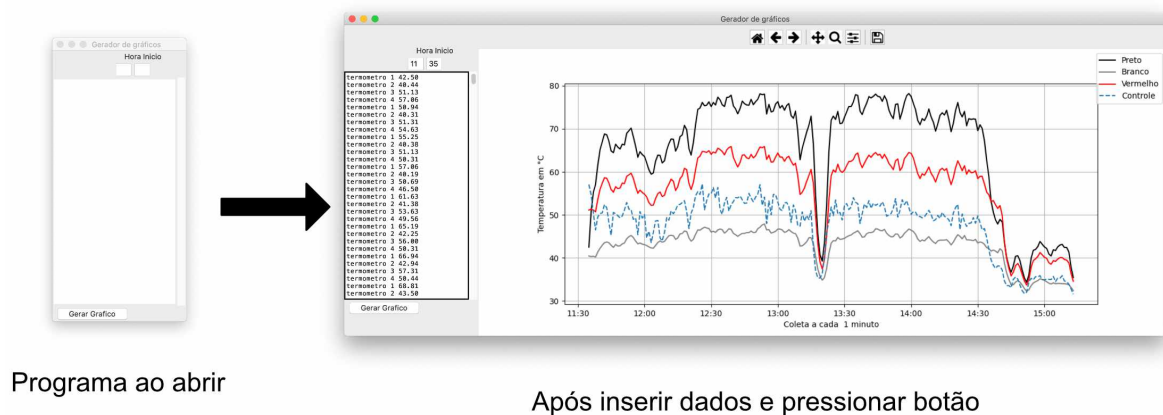 Gerador de gráficos
Hora Inicio
Gerar Grafico
Programa ao abrir
Gerador de gráficos
Hora Inicio
11 35
termometro 1 42.50
termometro 2 40.44
termometro 3 51.13
termometro 4 57.06
termometro 1 50.94
termometro 2 40.31
termometro 3 51.31
termometro 4 54.63
termometro 1 55.25
termometro 2 40.38
termometro 3 51.13
termometro 4 50.31
termometro 1 57.06
termometro 2 40.19
termometro 3 50.69
termometro 4 46.50
termometro 1 61.63
termometro 2 41.38
termometro 3 53.63
termometro 4 49.56
termometro 1 65.19
termometro 2 42.25
termometro 3 56.00
termometro 4 50.31
termometro 1 66.94
termometro 2 42.94
termometro 3 57.31
termometro 4 50.44
termometro 1 68.81
termometro 2 43.50
Gerar Grafico
Temperatura em °C
80
70
60
50
40
30
11:30 12:00 12:30 13:00 13:30 14:00 14:30 15:00
Coleta a cada 1 minuto
Preto
Branco
Vermelho
Controle
Após inserir dados e pressionar botão